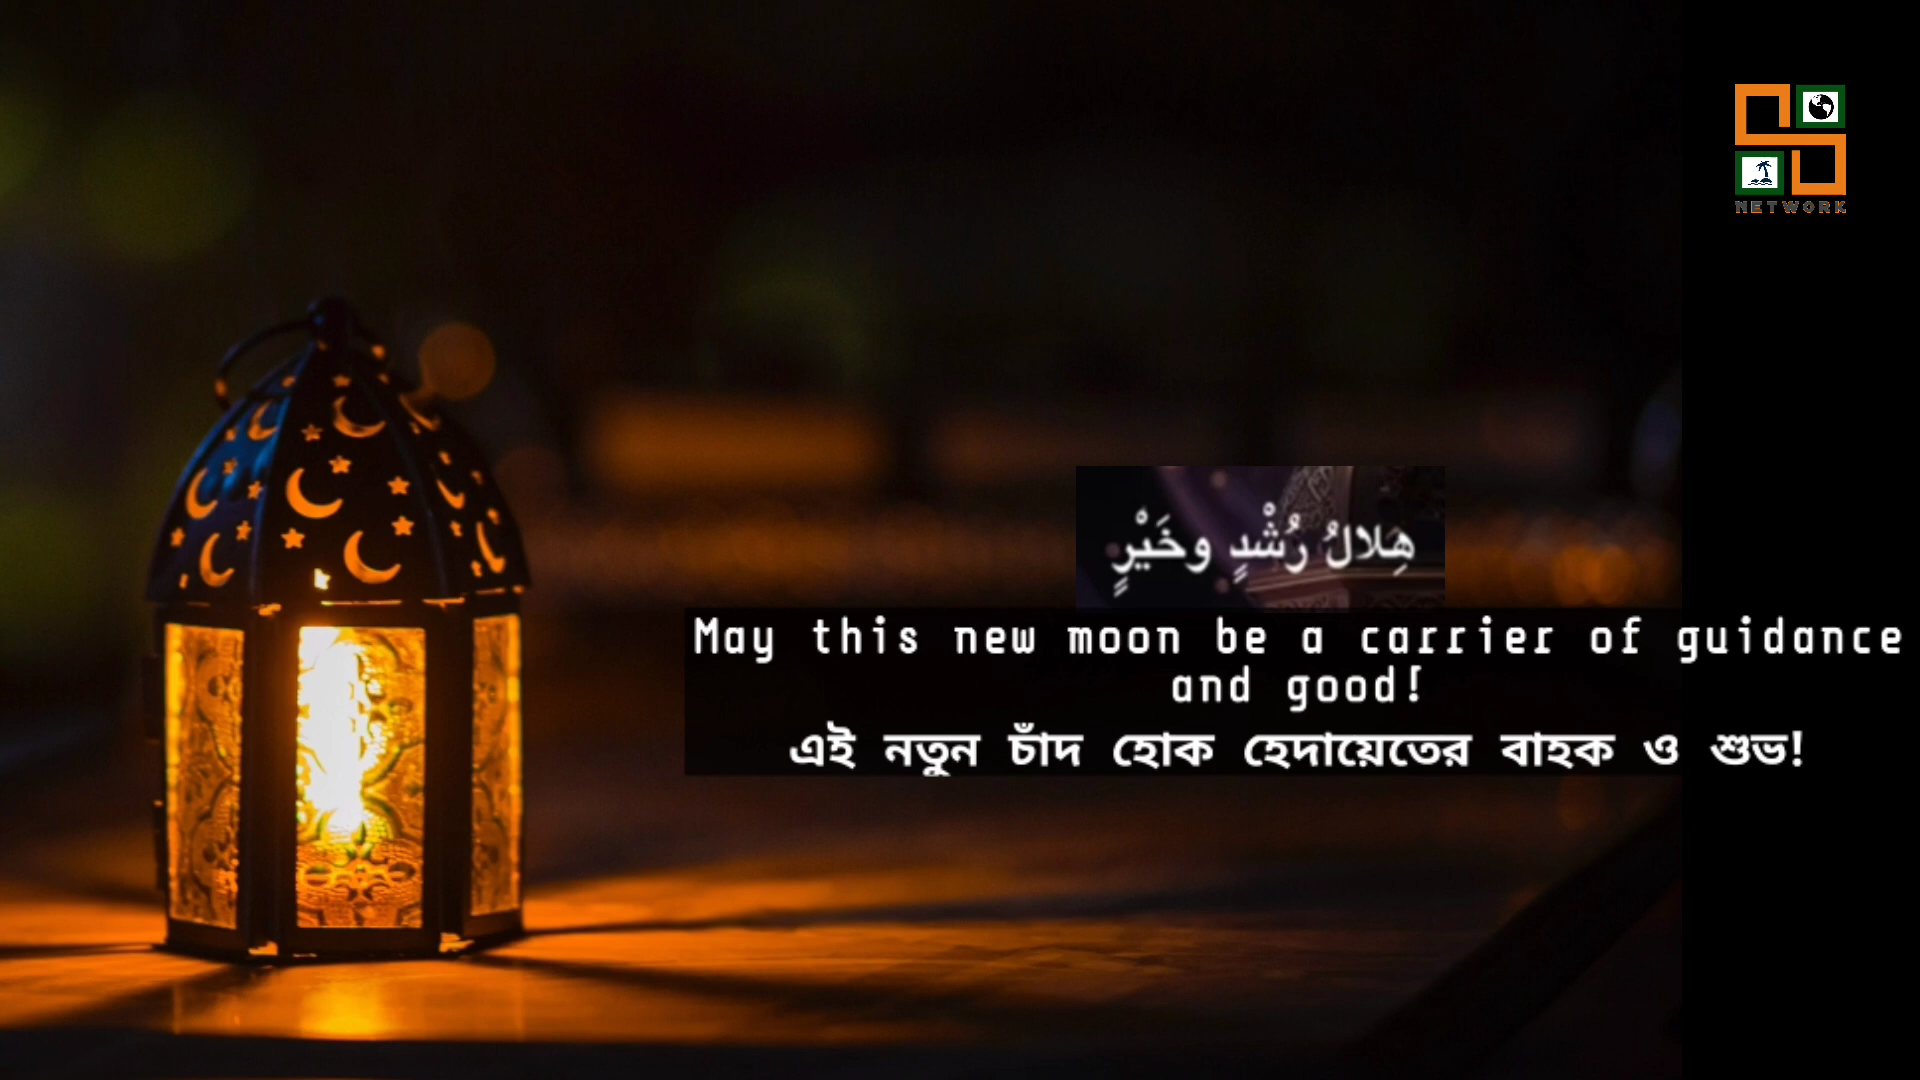 NETWORK
هِلالُ رُشْدٍ وخَيْرٍ
May this new moon be a carrier of guidance
and good!
এই নতুন চাঁদ হোক হেদায়েতের বাহক ও শুভ!